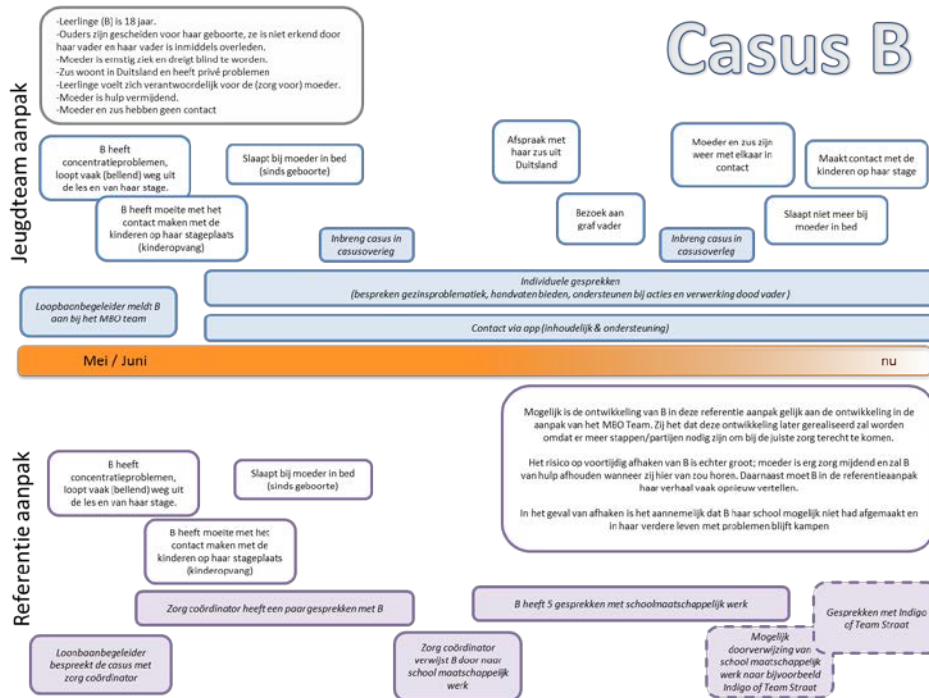 Casus B
Jeugdteam aanpak
-Leerlinge (B) is 18 jaar.
-Ouders zijn gescheiden voor haar geboorte, ze is niet erkend door
haar vader en haar vader is inmiddels overleden.
-Moeder is ernstig ziek en dreigt blind te worden.
-Zus woont in Duitsland en heeft privé problemen
-Leerlinge voelt zich verantwoordelijk voor de (zorg voor) moeder.
-Moeder is hulp vermijdend.
-Moeder en zus hebben geen contact
B heeft
concentratieproblemen,
loopt vaak (bellend) weg uit
de les en van haar stage.
Slaapt bij moeder in bed
(sinds geboorte)
Afspraak met
haar zus uit
Duitsland
Moeder en zus zijn
weer met elkaar in
contact
Maakt contact met de
kinderen op haar stage
B heeft moeite met het
contact maken met de
kinderen op haar stageplaats
(kinderopvang)
Inbreng casus in
casusoverleg
Bezoek aan
graf vader
Inbreng casus in
casusoverleg
Slaapt niet meer bij
moeder in bed
Loopbaanbegeleider meldt B
aan bij het MBO team
Individuele gesprekken
(bespreken gezinsproblematiek, handvaten bieden, ondersteunen bij acties en verwerking dood vader)
Contact via app (inhoudelijk & ondersteuning)
Mei / Juni
nu
Referentie aanpak
Mogelijk is de ontwikkeling van B in deze referentie aanpak gelijk aan de ontwikkeling in de
aanpak van het MBO Team. Zij het dat deze ontwikkeling later gerealiseerd zal worden
omdat er meer stappen/partijen nodig zijn om bij de juiste zorg terecht te komen.
Het risico op voortijdig afhaken van B is echter groot; moeder is erg zorg mijdend en zal B
van hulp afhouden wanneer zij hier van zou horen. Daarnaast moet B in de referentieaanpak
haar verhaal vaak opnieuw vertellen.
In het geval van afhaken is het aannemelijk dat B haar school mogelijk niet had afgemaakt en
in haar verdere leven met problemen blijft kampen
B heeft
concentratieproblemen,
loopt vaak (bellend) weg uit
de les en van haar stage.
Slaapt bij moeder in bed
(sinds geboorte)
B heeft moeite met het
contact maken met de
kinderen op haar stageplaats
(kinderopvang)
Zorg coördinator heeft een paar gesprekken met B
B heeft 5 gesprekken met schoolmaatschappelijk werk
Gesprekken met Indigo
of Team Straat
Loopbaanbegeleider
bespreekt de casus met
zorg coördinator
Zorg coördinator
verwijst B door naar
school maatschappelijk
werk
Mogelijk
doorverwijzing van
school maatschappelijk
werk naar bijvoorbeeld
Indigo of Team Straat